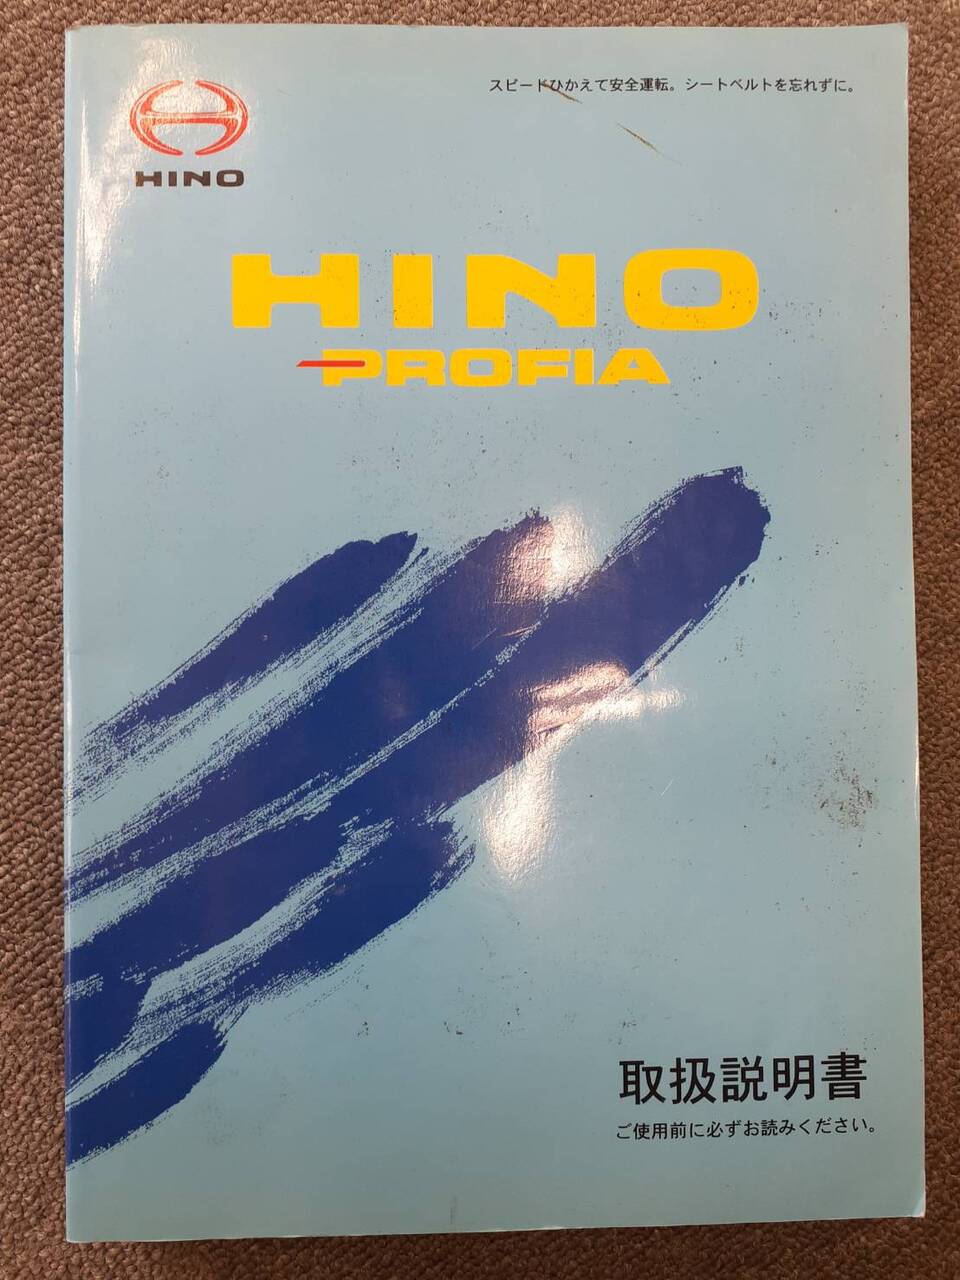 スピードひかえて安全運転。シートベルトを忘れずに。
HINO
HINO
PROFIA
取扱説明書
ご使用前に必ずお読みください。